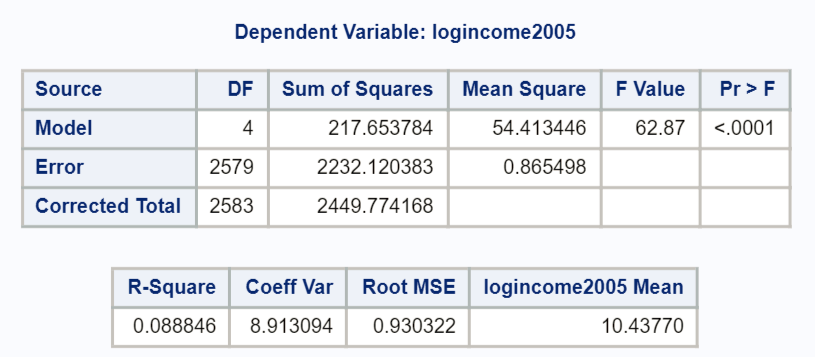 Dependent Variable: logincome2005
Source DF Sum of Squares Mean Square F Value Pr > F
Model 4 217.653784 54.413446 62.87 <.0001
Error 2579 2232.120383 0.865498
Corrected Total 2583 2449.774168
R-Square Coeff Var Root MSE logincome2005 Mean
0.088846 8.913094 0.930322 10.43770